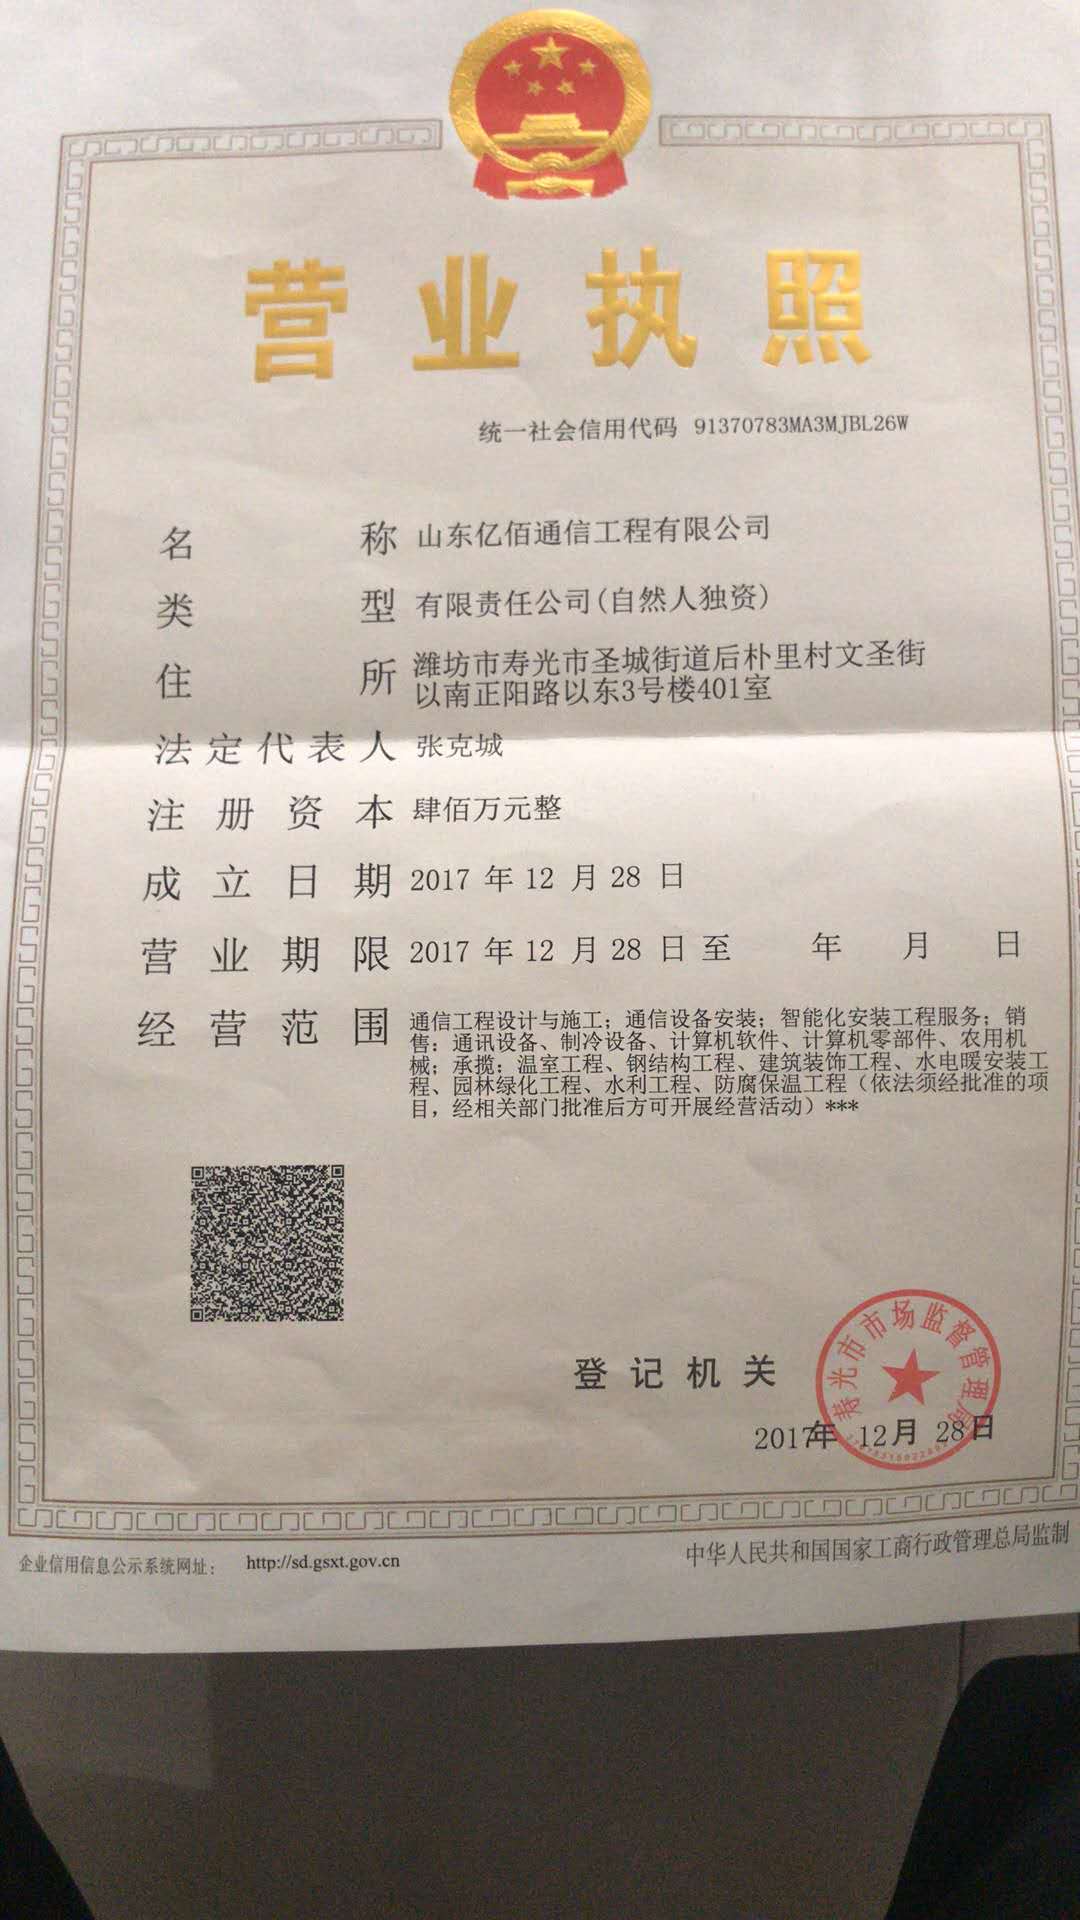 营业执照
统一社会信用代码 91370783MA3MJBL26W
名称 山东亿佰通信工程有限公司
类型 有限责任公司(自然人独资)
住所 潍坊市寿光市圣城街道后朴里村文圣街
以南正阳路以东3号楼401室
法定代表人 张克城
注册资本 肆佰万元整
成立日期 2017 年 12 月 28 日
营业期限 2017 年 12 月 28 日 至 年 月 日
经营范围 通信工程设计与施工；通信设备安装；智能化安装工程服务；销
售：通讯设备、制冷设备、计算机软件、计算机零部件、农用机
械；承揽：温室工程、钢结构工程、建筑装饰工程、水电暖安装工
程、园林绿化工程、水利工程、防腐保温工程（依法须经批准的项
目，经相关部门批准后方可开展经营活动）***
寿光市市场监督管理局
登记机关
2017年 12月 28日
企业信用信息公示系统网址： http://sd.gsxt.gov.cn
中华人民共和国国家工商行政管理总局监制